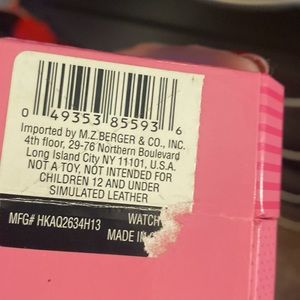 0 49353 85593 6
Imported by M.Z.BERGER & CO., INC.
4th floor, 29-76 Northern Boulevard
Long Island City NY 11101, U.S.A.
NOT A TOY, NOT INTENDED FOR
CHILDREN 12 AND UNDER
SIMULATED LEATHER
MFG# HKAQ2634H13 WATCH
MADE IN